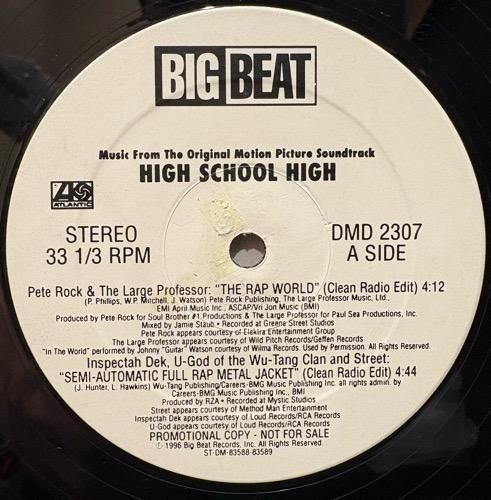 BIG BEAT
Music From The Original Motion Picture Soundtrack
HIGH SCHOOL HIGH
ATLANTIC
STEREO
33 1/3 RPM
DMD 2307
A SIDE
Pete Rock & The Large Professor: "THE RAP WORLD" (Clean Radio Edit) 4:12
(P. Phillips, W.P. Mitchell, J. Watson) Pete Rock Publishing, The Large Professor Music, Ltd.,
EMI April Music Inc., ASCAP/Vri Jon Music (BMI)
Produced by Pete Rock for Soul Brother #1 Productions & The Large Professor for Paul Sea Productions, Inc.
Mixed by Jamie Staub • Recorded at Greene Street Studios
Pete Rock appears courtesy of Elektra Entertainment Group
The Large Professor appears courtesy of Wild Pitch Records/Geffen Records
"In The World" performed by Johnny "Guitar" Watson courtesy of Wilma Records. Used by Permission. All Rights Reserved.
Inspectah Dek, U-God of the Wu-Tang Clan and Street:
"SEMI-AUTOMATIC FULL RAP METAL JACKET" (Clean Radio Edit) 4:44
(J. Hunter, L. Hawkins) Wu-Tang Publishing/Careers-BMG Music Publishing Inc. all rights admin. by
Careers-BMG Music Publishing Inc., BMI
Produced by RZA • Recorded at Mystic Studios
Street appears courtesy of Method Man Entertainment
Inspectah Dek appears courtesy of Loud Records/RCA Records
U-God appears courtesy of Loud Records/RCA Records
PROMOTIONAL COPY - NOT FOR SALE
℗ 1996 Big Beat Records, Inc. All Rights Reserved
ST-DM-83588-83589